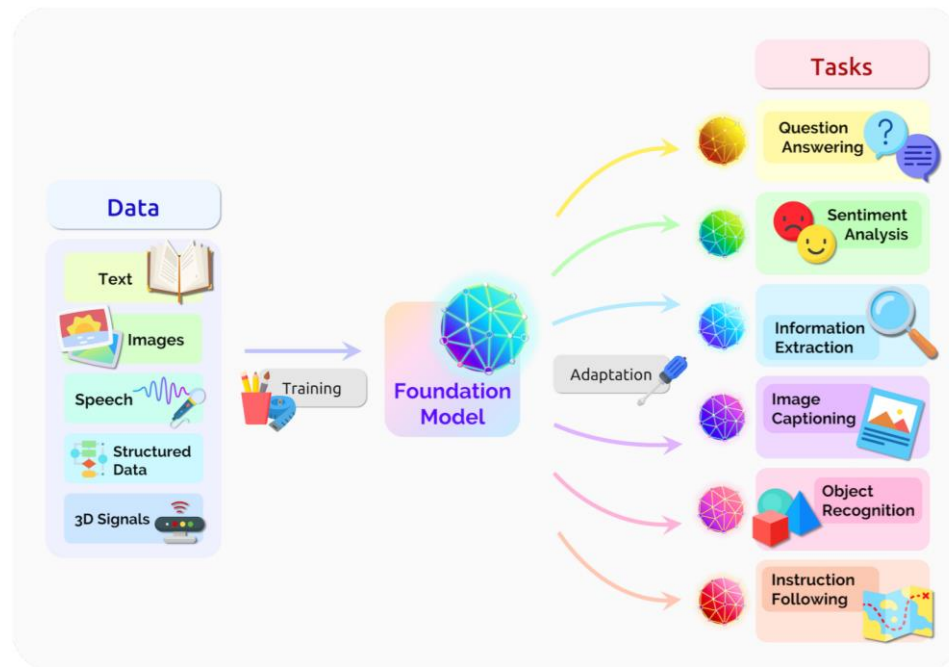 Data
Text
Images
Speech
Structured
Data
3D Signals
Training
Foundation
Model
Adaptation
Tasks
Question
Answering
Sentiment
Analysis
Information
Extraction
Image
Captioning
Object
Recognition
Instruction
Following